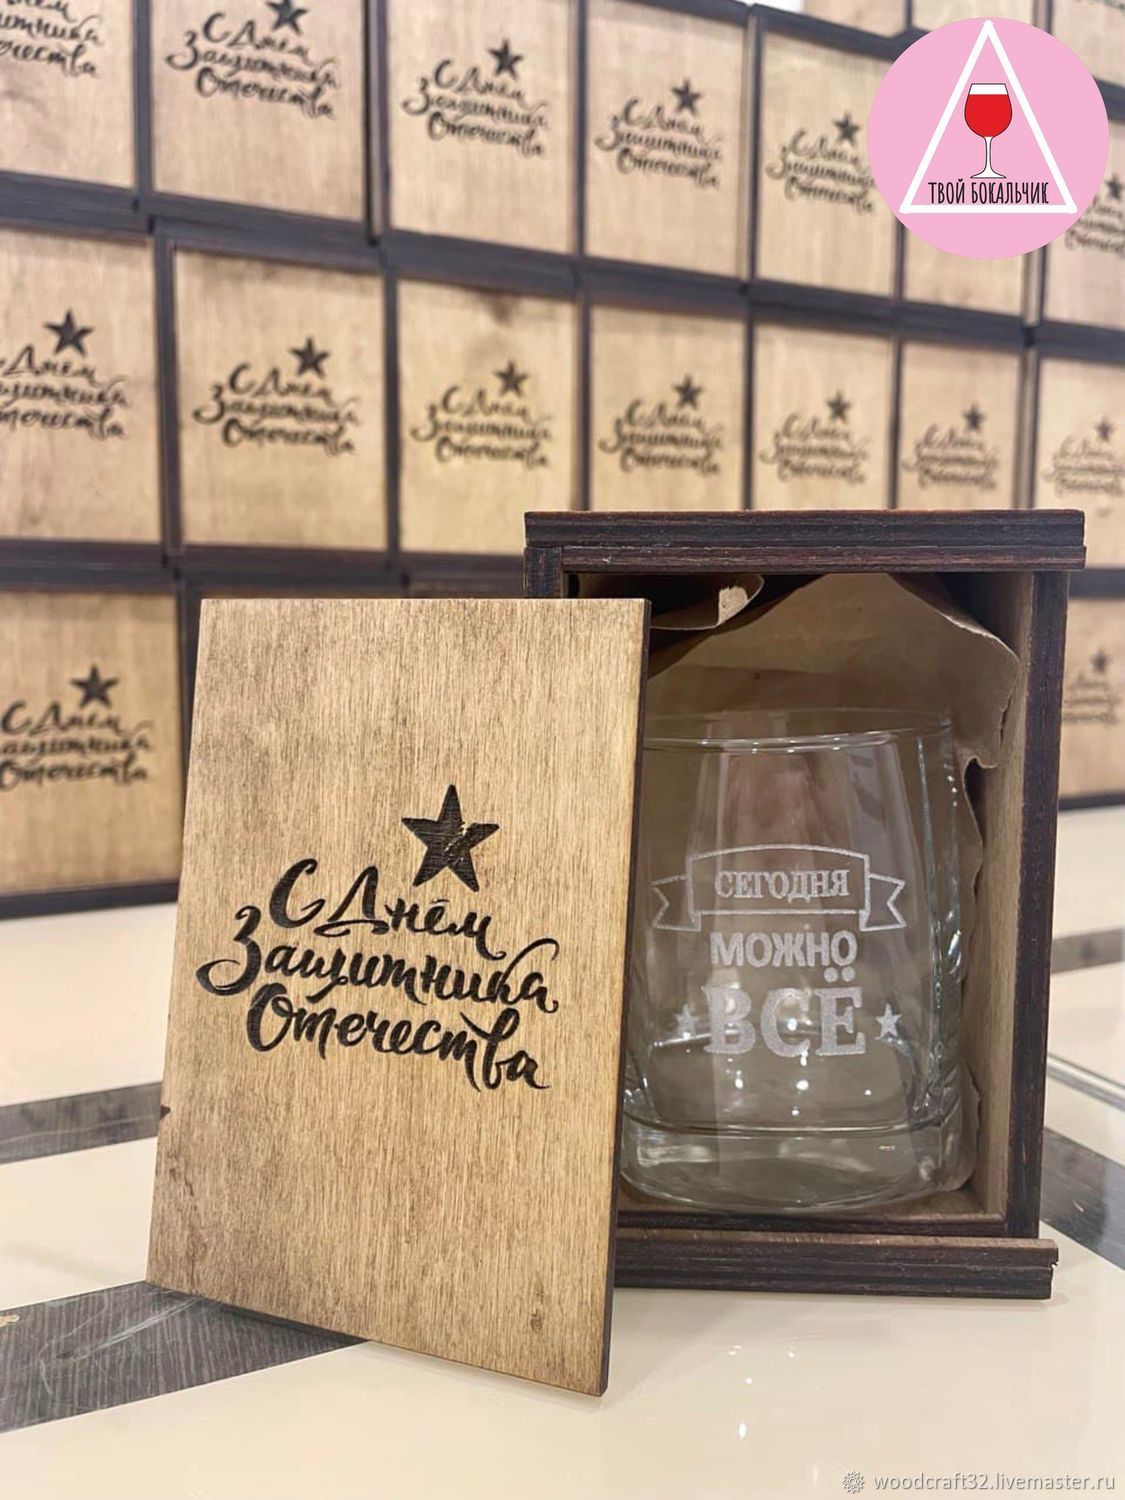 ТВОЙ БОКАЛЬЧИК
С Днём
Защитника
Отечества
СЕГОДНЯ
МОЖНО
ВСЁ
woodcraft32.livemaster.ru